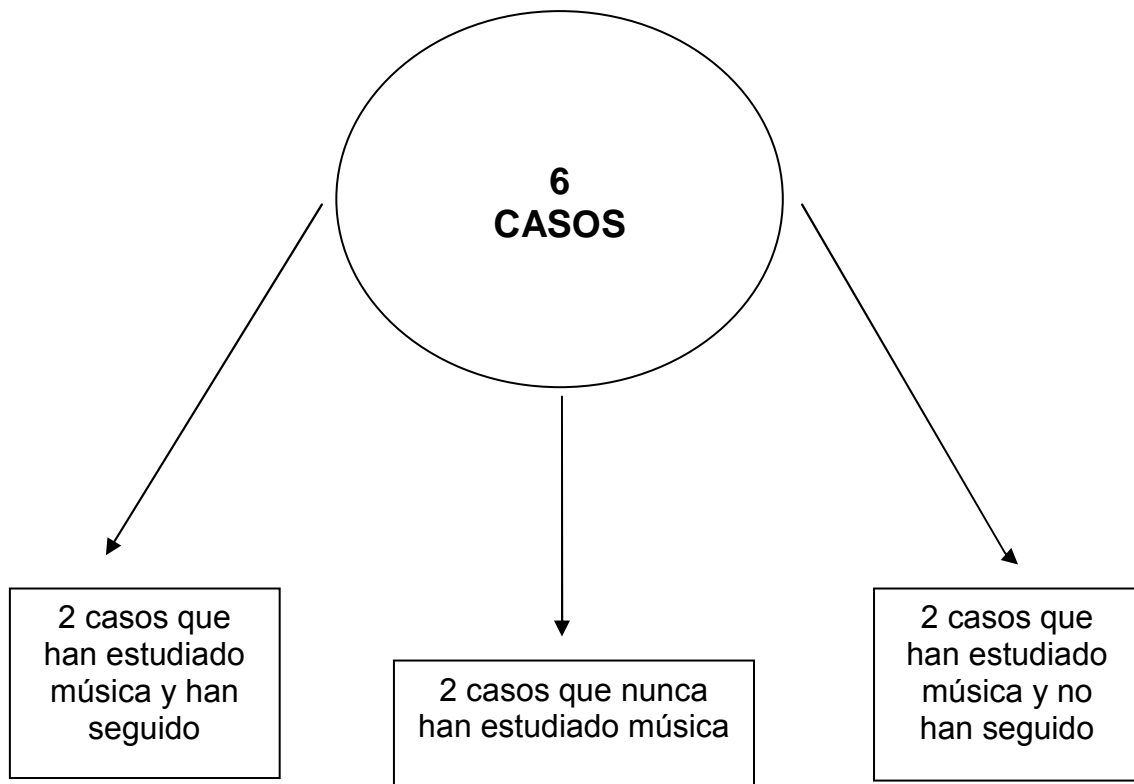 6
CASOS
2 casos que
han estudiado
música y han
seguido
2 casos que nunca
han estudiado música
2 casos que
han estudiado
música y no
han seguido